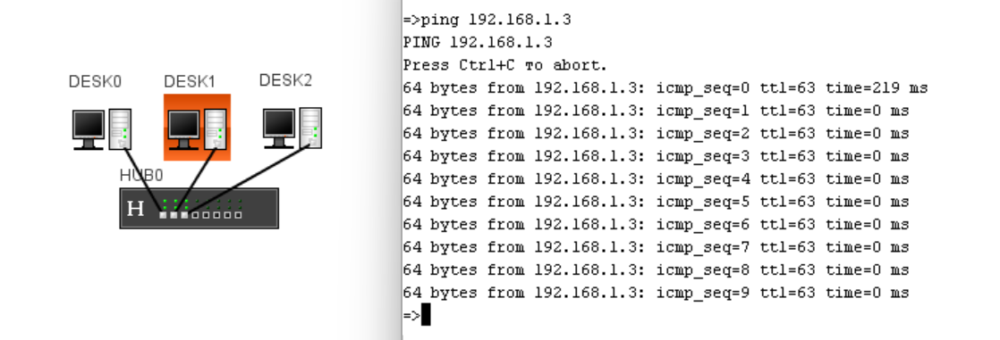 DESK0
DESK1
DESK2
HUB0
H
=>ping 192.168.1.3
PING 192.168.1.3
Press Ctrl+C то abort.
64 bytes from 192.168.1.3: icmp_seq=0 ttl=63 time=219 ms
64 bytes from 192.168.1.3: icmp_seq=1 ttl=63 time=0 ms
64 bytes from 192.168.1.3: icmp_seq=2 ttl=63 time=0 ms
64 bytes from 192.168.1.3: icmp_seq=3 ttl=63 time=0 ms
64 bytes from 192.168.1.3: icmp_seq=4 ttl=63 time=0 ms
64 bytes from 192.168.1.3: icmp_seq=5 ttl=63 time=0 ms
64 bytes from 192.168.1.3: icmp_seq=6 ttl=63 time=0 ms
64 bytes from 192.168.1.3: icmp_seq=7 ttl=63 time=0 ms
64 bytes from 192.168.1.3: icmp_seq=8 ttl=63 time=0 ms
64 bytes from 192.168.1.3: icmp_seq=9 ttl=63 time=0 ms
=>